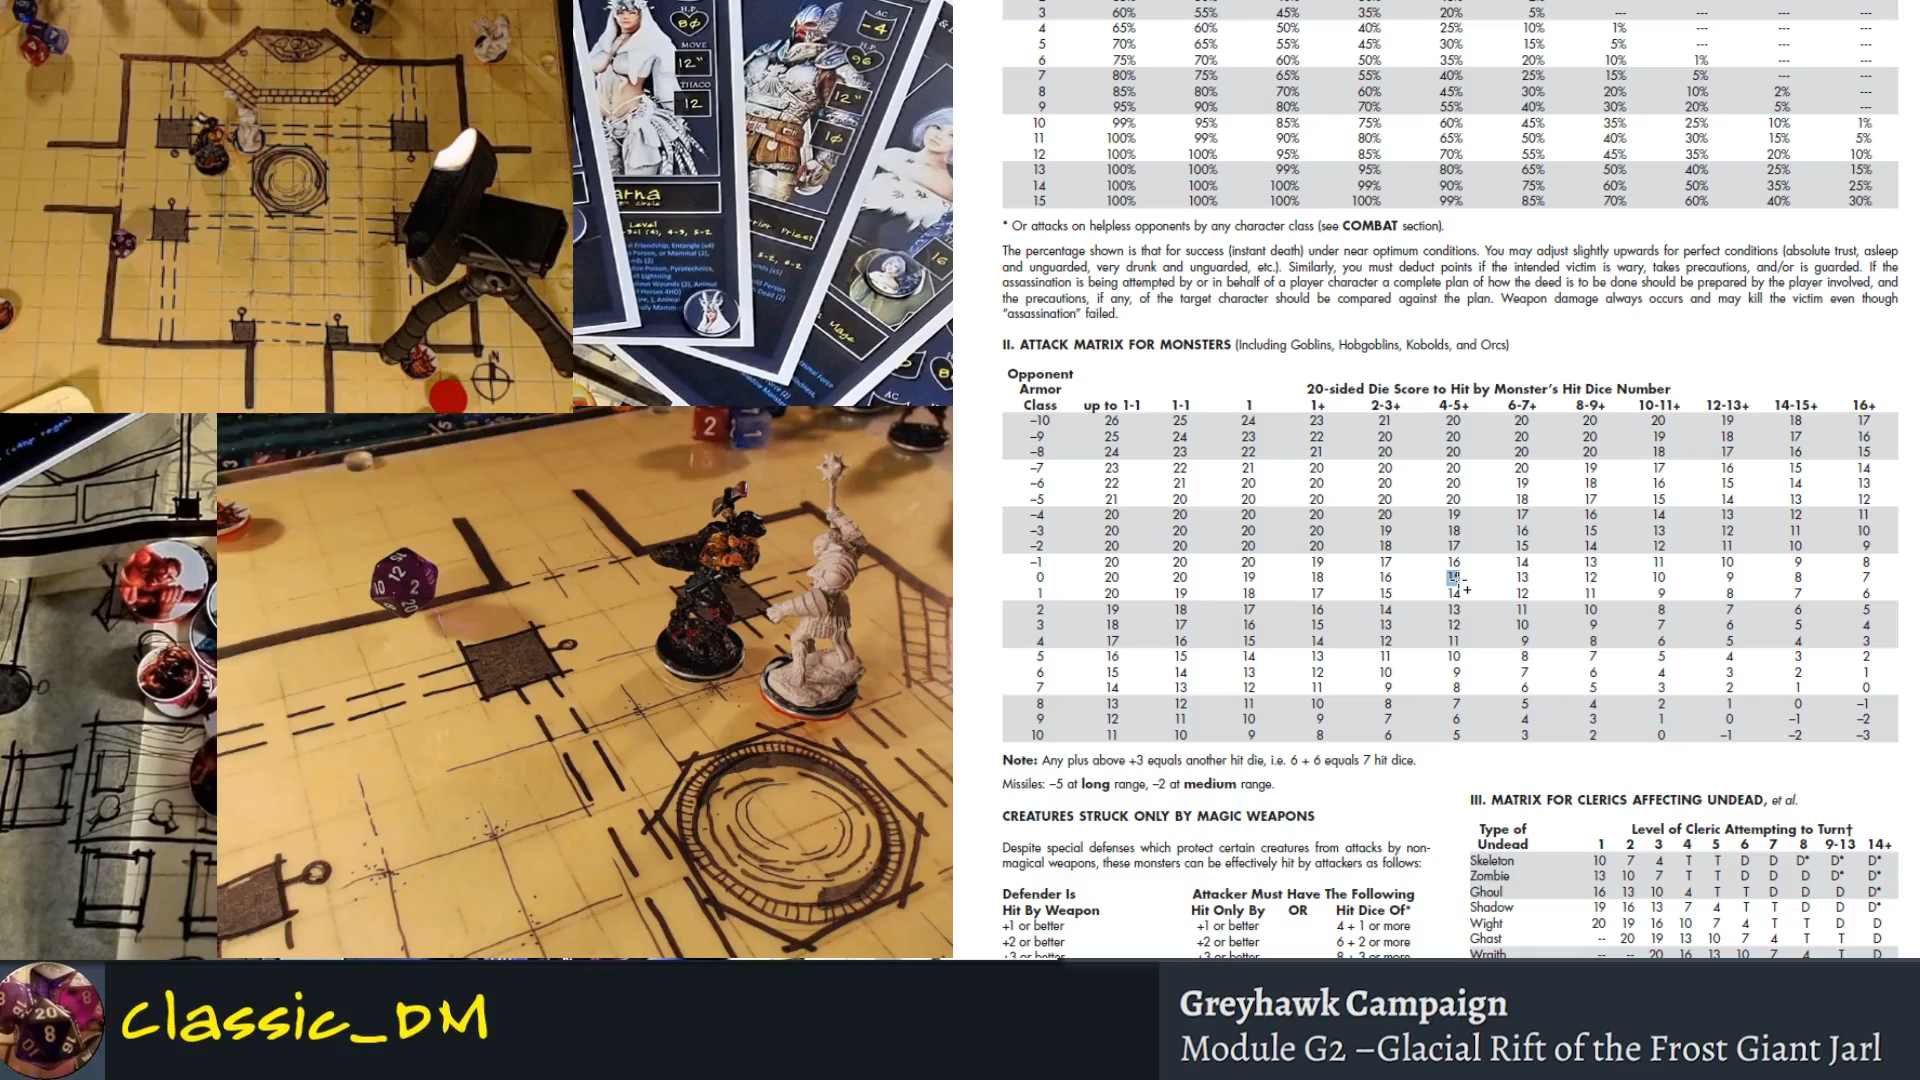 H.P.
80
MOVE
12"
THACO
12
arna
Level
AC
-4
H.P.
96
12"
10
16
N
3 60% 55% 45% 35% 20% 5% --- --- --- ---
4 65% 60% 50% 40% 25% 10% 1% --- --- ---
5 70% 65% 55% 45% 30% 15% 5% --- --- ---
6 75% 70% 60% 50% 35% 20% 10% 1% --- ---
7 80% 75% 65% 55% 40% 25% 15% 5% --- ---
8 85% 80% 70% 60% 45% 30% 20% 10% 2% ---
9 95% 90% 80% 70% 55% 40% 30% 20% 5% ---
10 99% 95% 85% 75% 60% 45% 35% 25% 10% 1%
11 100% 99% 90% 80% 65% 50% 40% 30% 15% 5%
12 100% 100% 95% 85% 70% 55% 45% 35% 20% 10%
13 100% 100% 99% 95% 80% 65% 50% 40% 25% 15%
14 100% 100% 100% 99% 90% 75% 60% 50% 35% 25%
15 100% 100% 100% 100% 99% 85% 70% 60% 40% 30%
* Or attacks on helpless opponents by any character class (see COMBAT section).
The percentage shown is that for success (instant death) under near optimum conditions. You may adjust slightly upwards for perfect conditions (absolute trust, asleep
and unguarded, very drunk and unguarded, etc.). Similarly, you must deduct points if the intended victim is wary, takes precautions, and/or is guarded. If the
assassination is being attempted by or in behalf of a player character a complete plan of how the deed is to be done should be prepared by the player involved, and
the precautions, if any, of the target character should be compared against the plan. Weapon damage always occurs and may kill the victim even though
"assassination" failed.
II. ATTACK MATRIX FOR MONSTERS (Including Goblins, Hobgoblins, Kobolds, and Orcs)
Opponent
Armor 20-sided Die Score to Hit by Monster's Hit Dice Number
Class up to 1-1 1-1 1 1+ 2-3+ 4-5+ 6-7+ 8-9+ 10-11+ 12-13+ 14-15+ 16+
–10 26 25 24 23 21 20 20 20 20 19 18 17
–9 25 24 23 22 20 20 20 20 19 18 17 16
–8 24 23 22 21 20 20 20 20 18 17 16 15
–7 23 22 21 20 20 20 20 19 17 16 15 14
–6 22 21 20 20 20 20 19 18 16 15 14 13
–5 21 20 20 20 20 20 18 17 15 14 13 12
–4 20 20 20 20 20 19 17 16 14 13 12 11
–3 20 20 20 20 19 18 16 15 13 12 11 10
–2 20 20 20 20 18 17 15 14 12 11 10 9
–1 20 20 20 19 17 16 14 13 11 10 9 8
0 20 20 19 18 16 13 12 10 9 8 7
1 20 19 18 17 15 14 12 11 9 8 7 6
2 19 18 17 16 14 13 11 10 8 7 6 5
3 18 17 16 15 13 12 10 9 7 6 5 4
4 17 16 15 14 12 11 9 8 6 5 4 3
5 16 15 14 13 11 10 8 7 5 4 3 2
6 15 14 13 12 10 9 7 6 4 3 2 1
7 14 13 12 11 9 8 6 5 3 2 1 0
8 13 12 11 10 8 7 5 4 2 1 0 –1
9 12 11 10 9 7 6 4 3 1 0 –1 –2
10 11 10 9 8 6 5 3 2 0 –1 –2 –3
Note: Any plus above +3 equals another hit die, i.e. 6 + 6 equals 7 hit dice.
Missiles: –5 at long range, –2 at medium range.
CREATURES STRUCK ONLY BY MAGIC WEAPONS
Despite special defenses which protect certain creatures from attacks by non-
magical weapons, these monsters can be effectively hit by attackers as follows:
Defender Is Attacker Must Have The Following
Hit By Weapon Hit Only By OR Hit Dice Of*
+1 or better +1 or better 4 + 1 or more
+2 or better +2 or better 6 + 2 or more
+3 or better +3 or better 8 + 3 or more
III. MATRIX FOR CLERICS AFFECTING UNDEAD, et al.
Type of Level of Cleric Attempting to Turn†
Undead 1 2 3 4 5 6 7 8 9-13 14+
Skeleton 10 7 4 T T D D D* D* D*
Zombie 13 10 7 T T D D D D* D*
Ghoul 16 13 10 4 T T D D D D*
Shadow 19 16 13 7 4 T T D D D*
Wight 20 19 16 10 7 4 T T D D
Ghast -- 20 19 13 10 7 4 T T D
Wraith -- -- 20 16 13 10 7 4 T D
classic_DM
Greyhawk Campaign
Module G2 –Glacial Rift of the Frost Giant Jarl